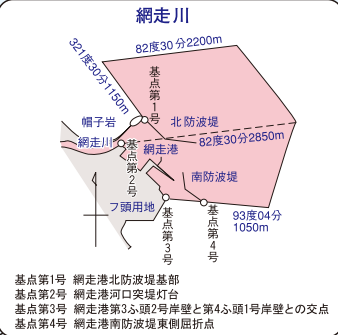 網走川
82度30分2200m
321度30分1150m
基点第1号
帽子岩
北防波堤
網走川
網走港
82度30分2850m
基点第2号
南防波堤
フ頭用地
93度04分
1050m
基点第3号
基点第4号
基点第1号 網走港北防波堤基部
基点第2号 網走港河口突堤灯台
基点第3号 網走港第3ふ頭2号岸壁と第4ふ頭1号岸壁との交点
基点第4号 網走港南防波堤東側屈折点